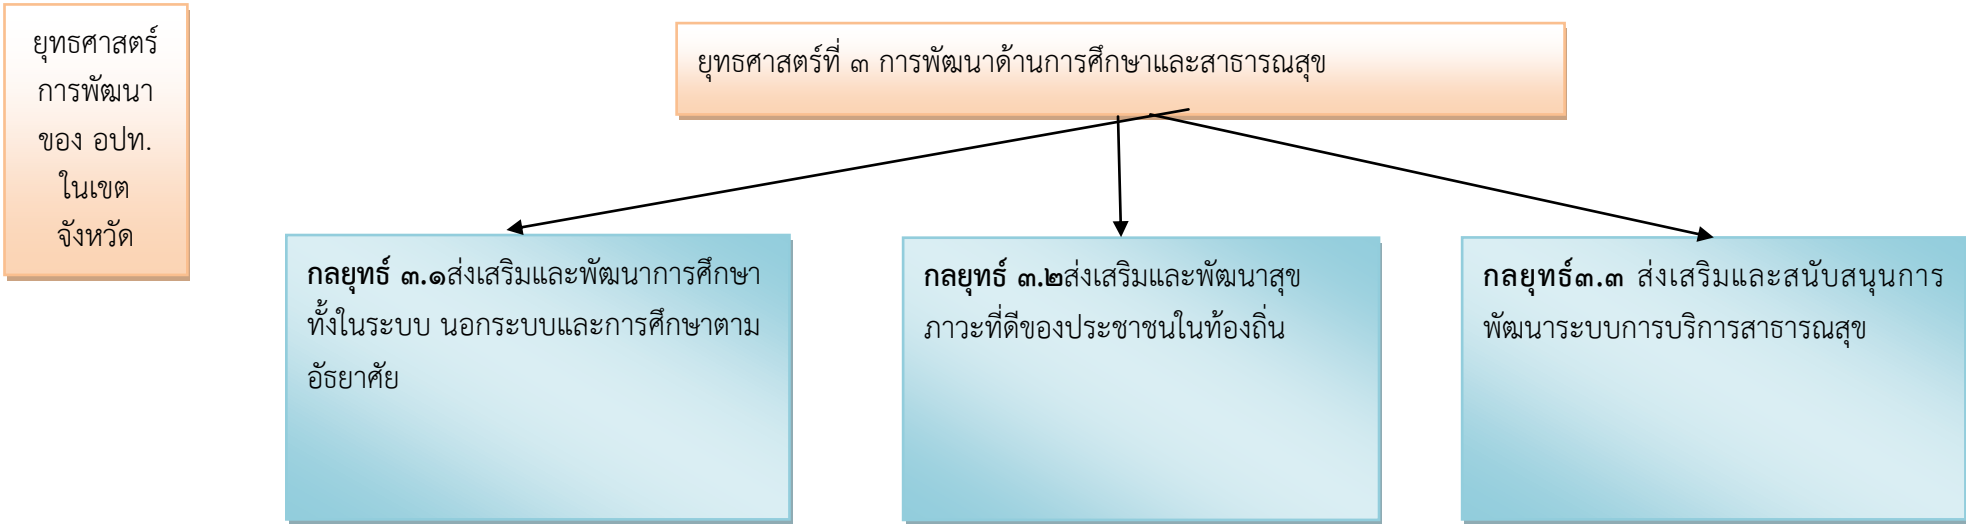 ยุทธศาสตร์
การพัฒนา
ของ อปท.
ในเขต
จังหวัด
ยุทธศาสตร์ที่ ๓ การพัฒนาด้านการศึกษาและสาธารณสุข
กลยุทธ์ ๓.๑ส่งเสริมและพัฒนาการศึกษา
ทั้งในระบบ นอกระบบและการศึกษาตาม
อัธยาศัย
กลยุทธ์ ๓.๒ส่งเสริมและพัฒนาสุข
ภาวะที่ดีของประชาชนในท้องถิ่น
กลยุทธ์๓.๓ ส่งเสริมและสนับสนุนการ
พัฒนาระบบการบริการสาธารณสุข